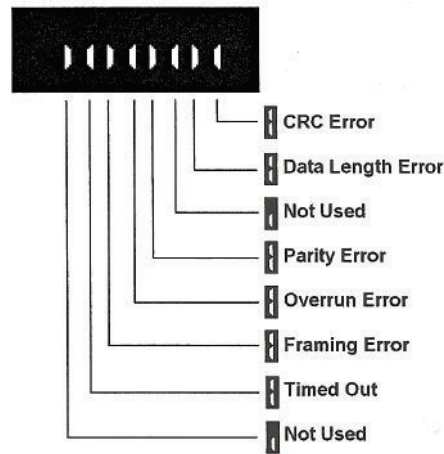 CRC Error
Data Length Error
Not Used
Parity Error
Overrun Error
Framing Error
Timed Out
Not Used